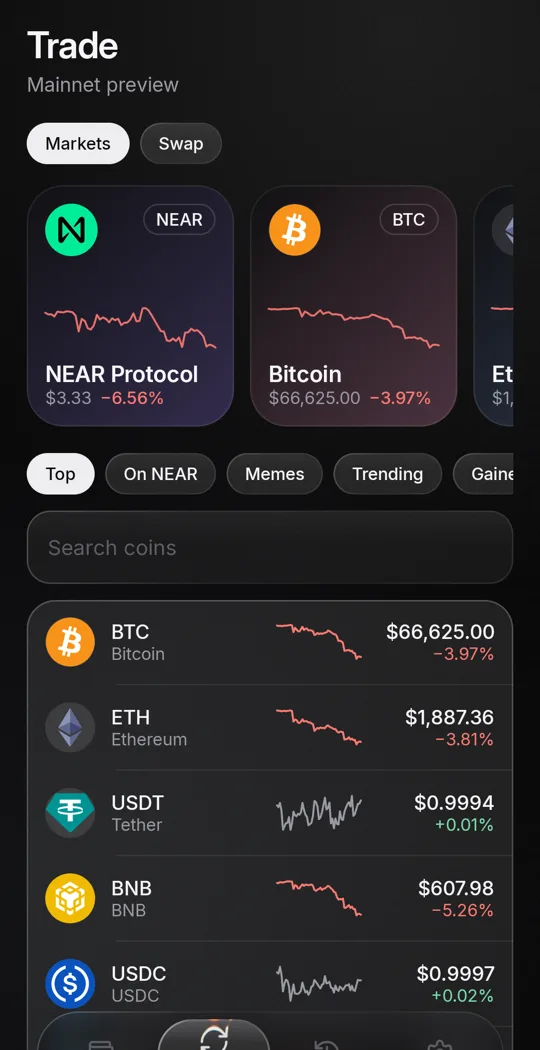 Trade
Mainnet preview
Markets
Swap
NEAR
NEAR Protocol
$3.33 −6.56%
BTC
Bitcoin
$66,625.00 −3.97%
Et
$1,
Top
On NEAR
Memes
Trending
Gaine
Search coins
BTC
Bitcoin
$66,625.00
−3.97%
ETH
Ethereum
$1,887.36
−3.81%
USDT
Tether
$0.9994
+0.01%
BNB
BNB
$607.98
−5.26%
USDC
USDC
$0.9997
+0.02%